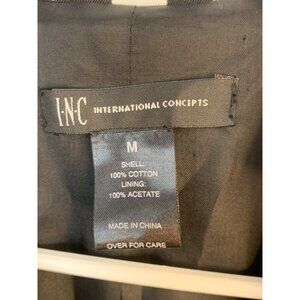 I·N·C INTERNATIONAL CONCEPTS
M
SHELL:
100% COTTON
LINING:
100% ACETATE
MADE IN CHINA
OVER FOR CARE